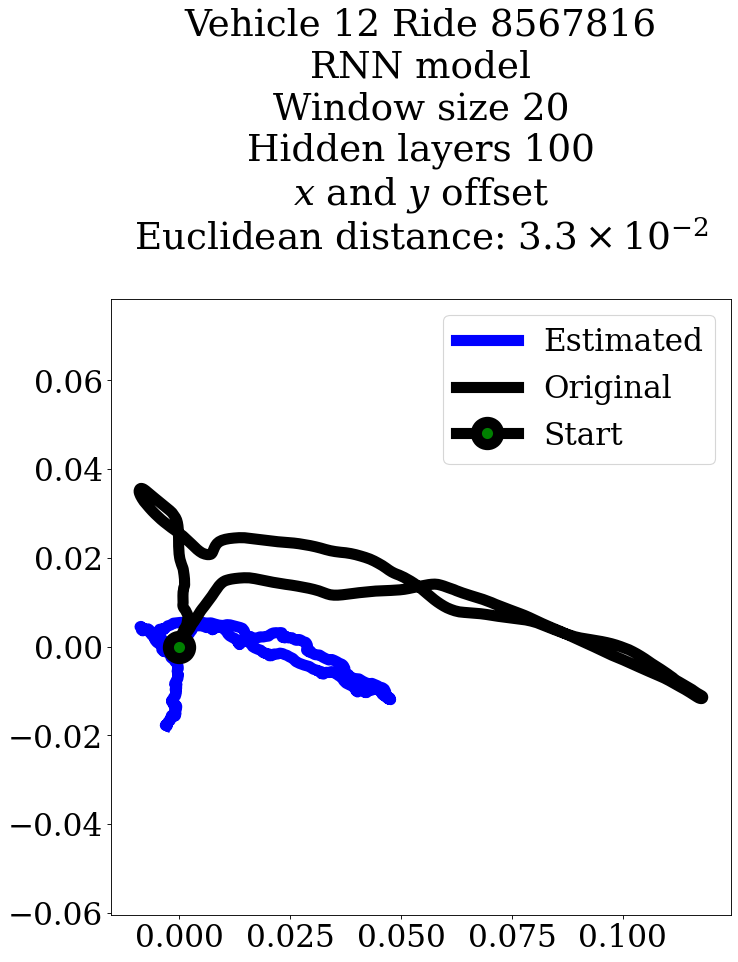 Vehicle 12 Ride 8567816
RNN model
Window size 20
Hidden layers 100
x and y offset
Euclidean distance: 3.3 × 10⁻²
Estimated
Original
Start
0.06
0.04
0.02
0.00
−0.02
−0.04
−0.06
0.000 0.025 0.050 0.075 0.100